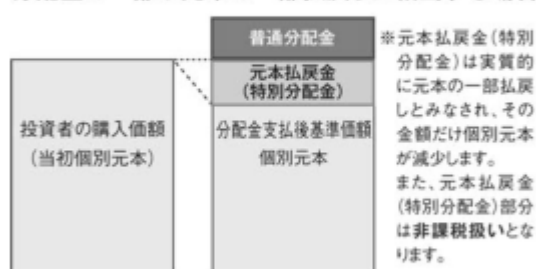 普通分配金
元本払戻金
(特別分配金)
投資者の購入価額
(当初個別元本)
分配金支払後基準価額
個別元本
※元本払戻金(特別
分配金)は実質的
に元本の一部払戻
しとみなされ、その
金額だけ個別元本
が減少します。
また、元本払戻金
(特別分配金)部分
は非課税扱いとな
ります。